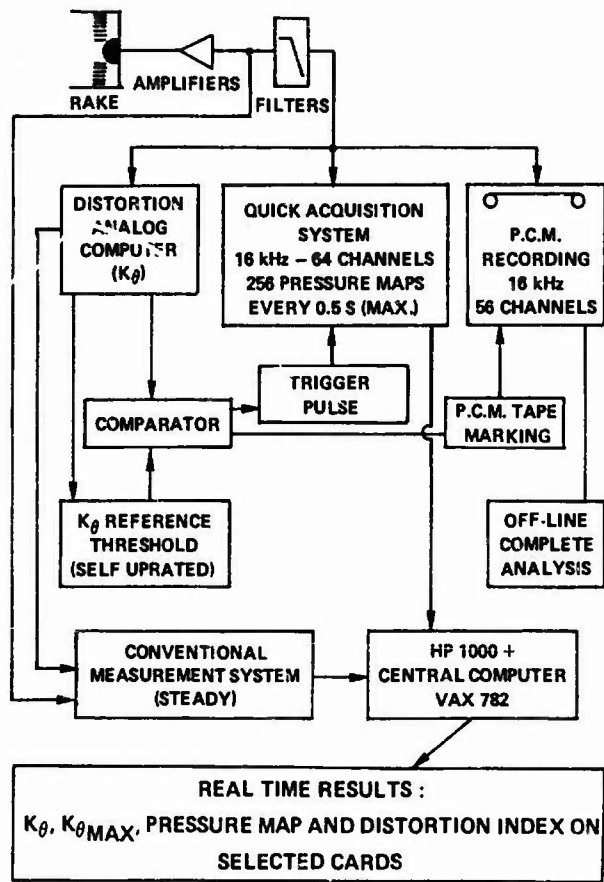 AMPLIFIERS
RAKE
FILTERS
DISTORTION
ANALOG
COMPUTER
(Kθ)
QUICK ACQUISITION
SYSTEM
16 kHz – 64 CHANNELS
256 PRESSURE MAPS
EVERY 0.5 S (MAX.)
P.C.M.
RECORDING
16 kHz
56 CHANNELS
TRIGGER
PULSE
COMPARATOR
P.C.M. TAPE
MARKING
Kθ REFERENCE
THRESHOLD
(SELF UPRATED)
OFF-LINE
COMPLETE
ANALYSIS
CONVENTIONAL
MEASUREMENT SYSTEM
(STEADY)
HP 1000 +
CENTRAL COMPUTER
VAX 782
REAL TIME RESULTS :
Kθ, KθMAX, PRESSURE MAP AND DISTORTION INDEX ON
SELECTED CARDS